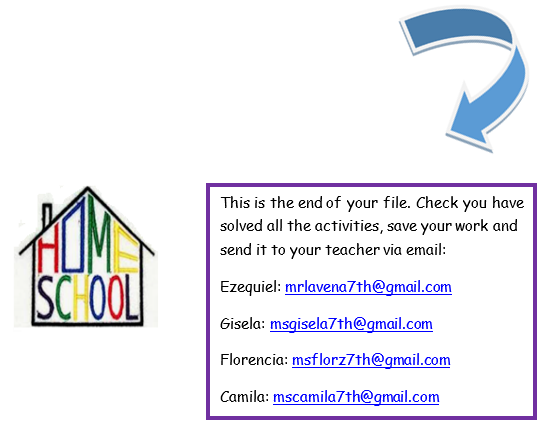 HOME
SCHOOL
This is the end of your file. Check you have
solved all the activities, save your work and
send it to your teacher via email:
Ezequiel: mrlavena7th@gmail.com
Gisela: msgisela7th@gmail.com
Florencia: msflorz7th@gmail.com
Camila: mscamila7th@gmail.com